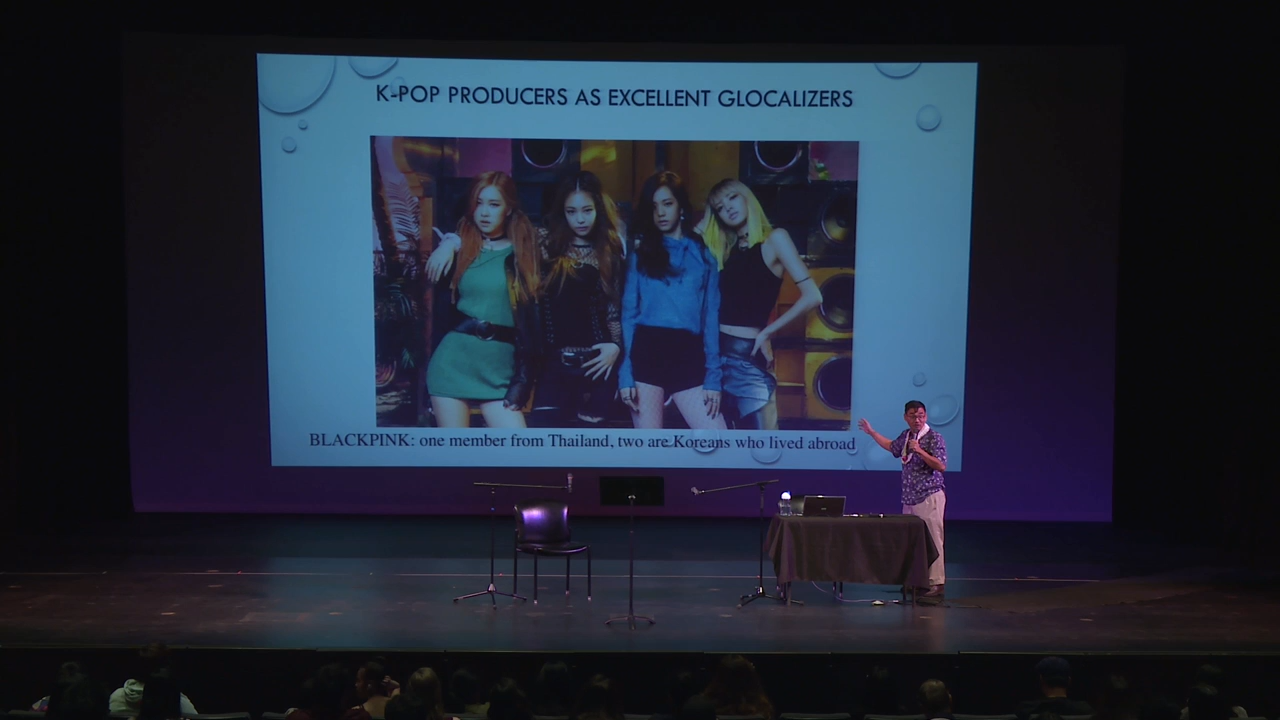 K-POP PRODUCERS AS EXCELLENT GLOCALIZERS
BLACKPINK: one member from Thailand, two are Koreans who lived abroad